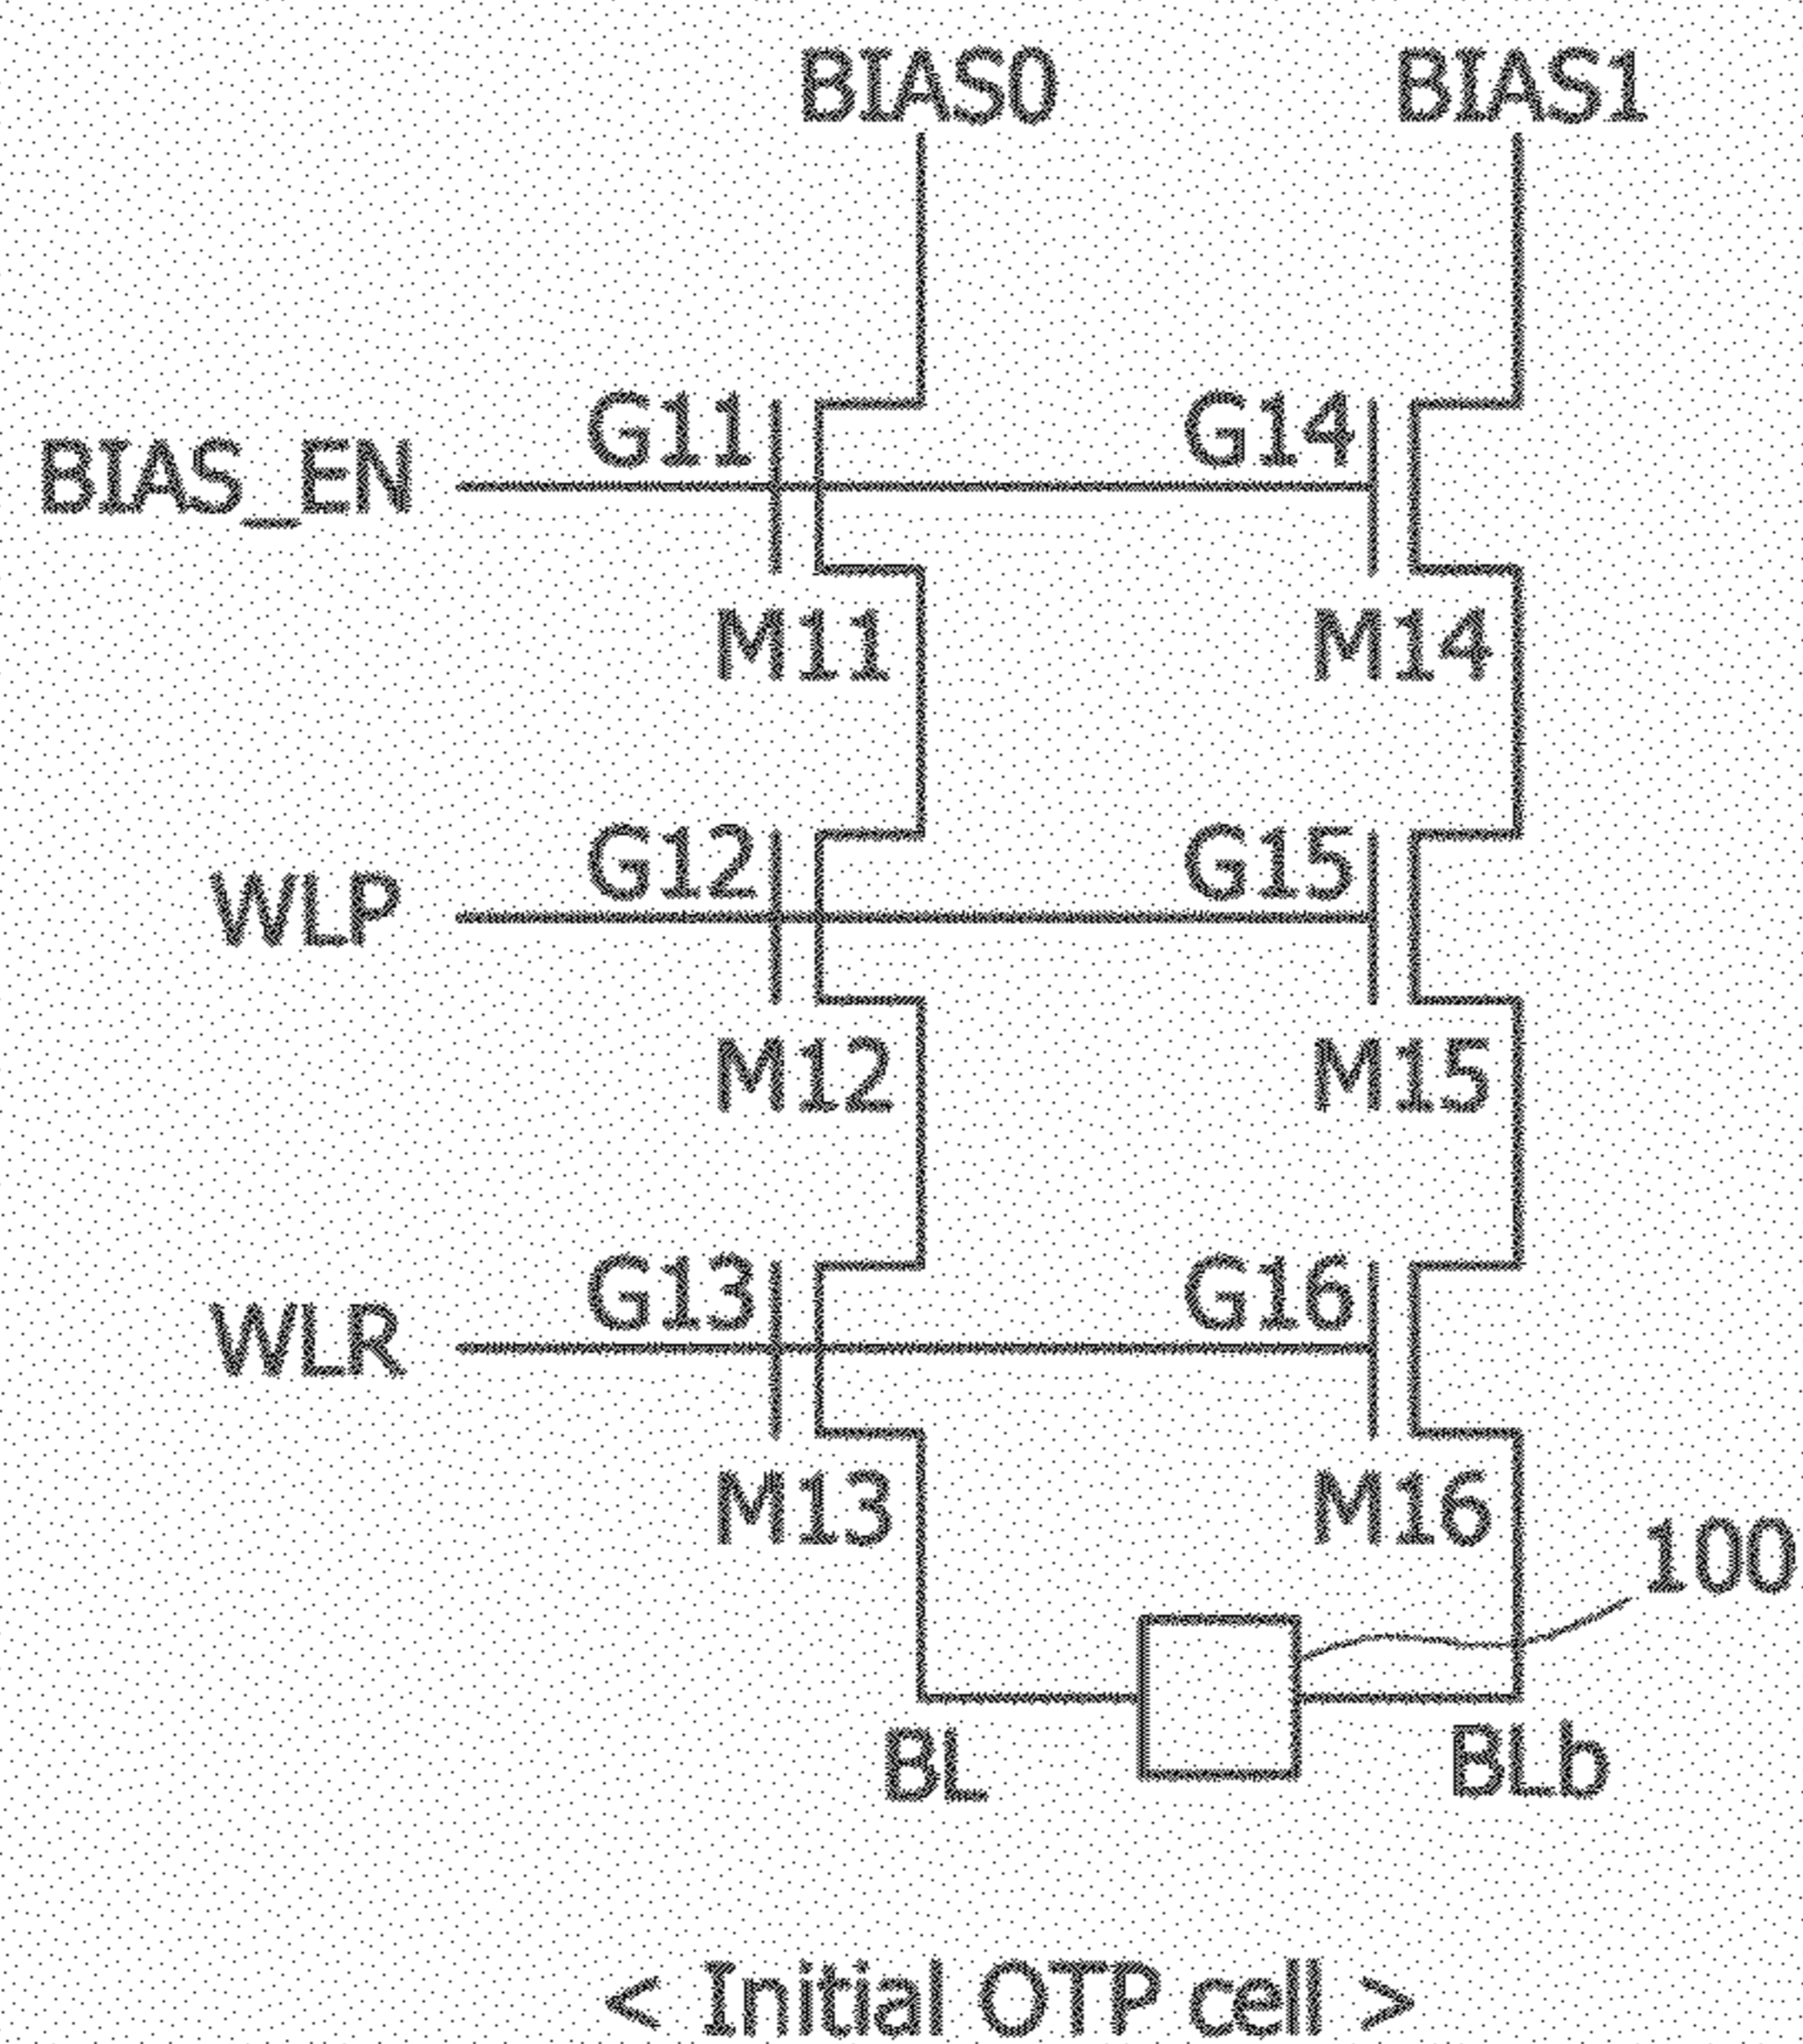 BIAS0 BIAS1
G11 G14
BIAS_EN
M11 M14
G12 G15
WLP
M12 M15
G13 G16
WLR
M13 M16
100
BL BLb
< Initial OTP cell >